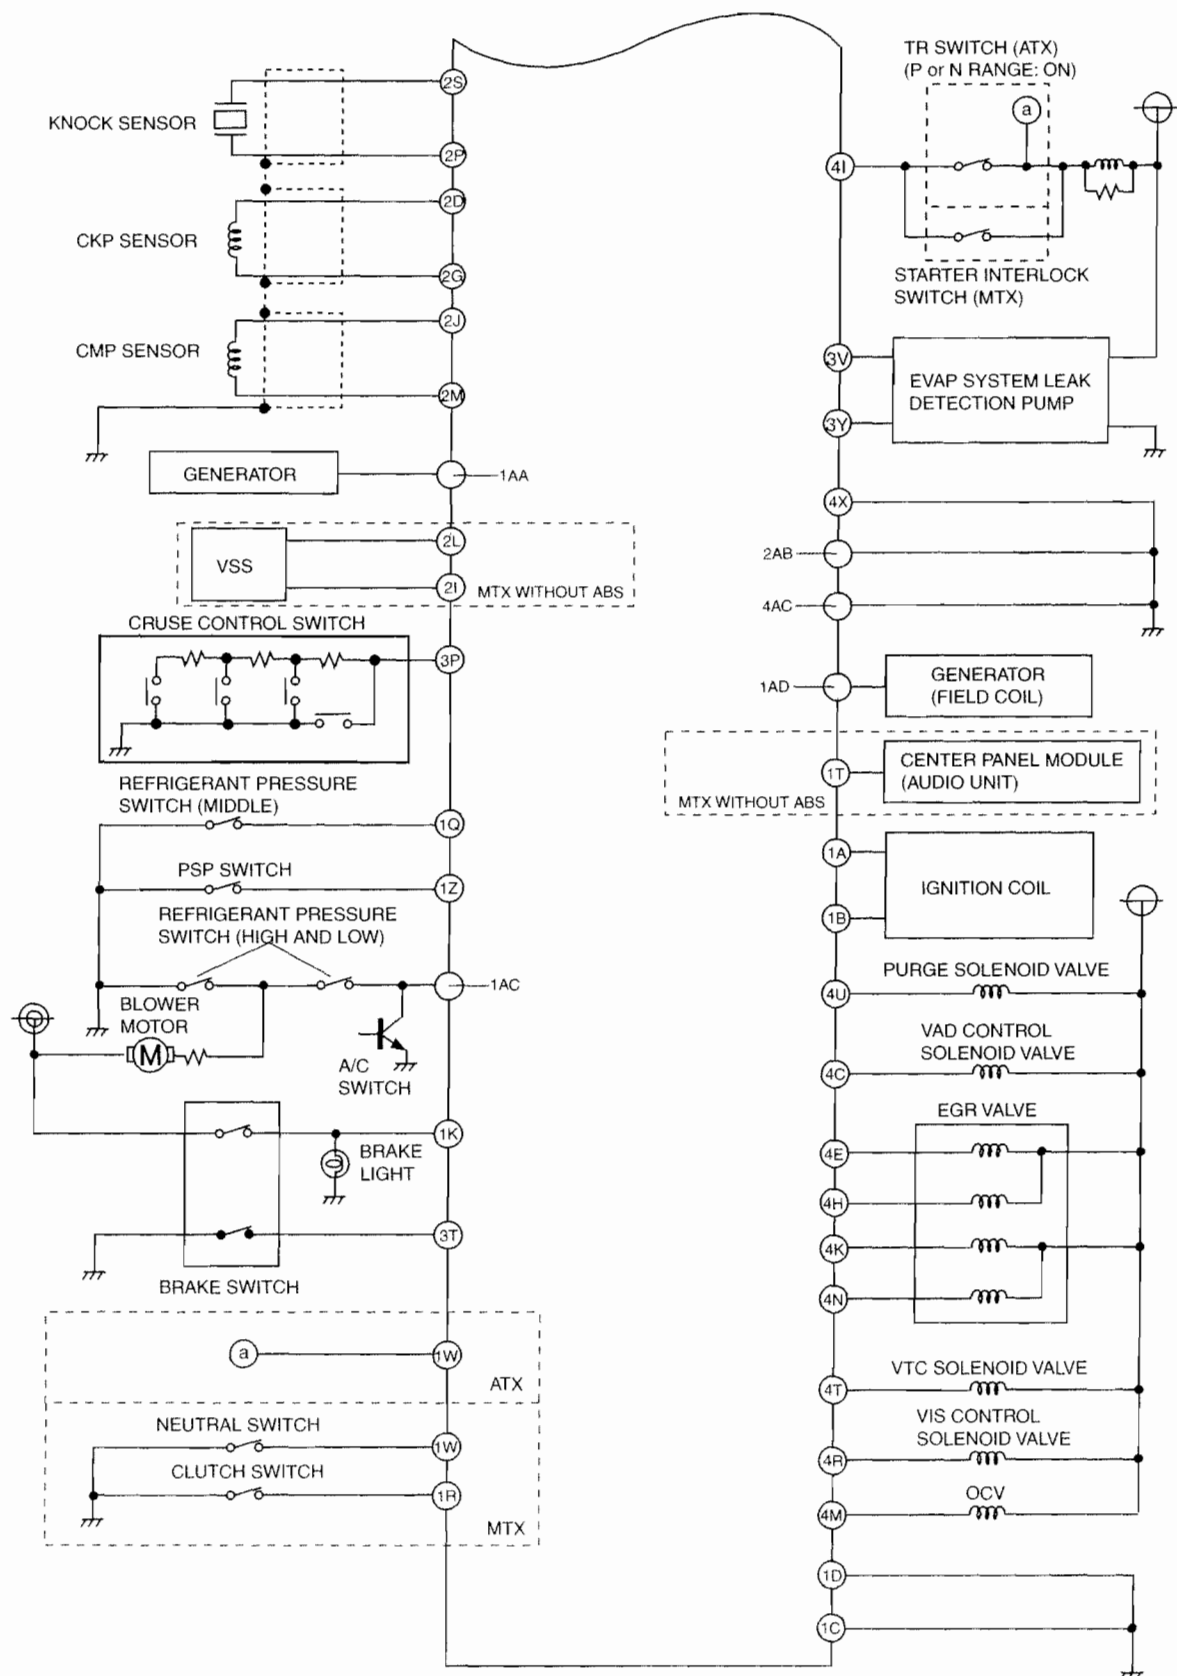 KNOCK SENSOR
2S
2P
CKP SENSOR
2D
2G
CMP SENSOR
2J
2M
GENERATOR
1AA
VSS
2L
2I
MTX WITHOUT ABS
CRUSE CONTROL SWITCH
3P
REFRIGERANT PRESSURE
SWITCH (MIDDLE)
1Q
PSP SWITCH
1Z
REFRIGERANT PRESSURE
SWITCH (HIGH AND LOW)
1AC
BLOWER
MOTOR
M
A/C
SWITCH
1K
BRAKE
LIGHT
3T
BRAKE SWITCH
a
1W
ATX
NEUTRAL SWITCH
1W
CLUTCH SWITCH
1R
MTX
TR SWITCH (ATX)
(P or N RANGE: ON)
a
4I
STARTER INTERLOCK
SWITCH (MTX)
3V
EVAP SYSTEM LEAK
DETECTION PUMP
3Y
4X
2AB
4AC
1AD
GENERATOR
(FIELD COIL)
1T
CENTER PANEL MODULE
(AUDIO UNIT)
MTX WITHOUT ABS
1A
IGNITION COIL
1B
PURGE SOLENOID VALVE
4U
VAD CONTROL
SOLENOID VALVE
4C
EGR VALVE
4E
4H
4K
4N
VTC SOLENOID VALVE
4T
VIS CONTROL
SOLENOID VALVE
4R
OCV
4M
1D
1C